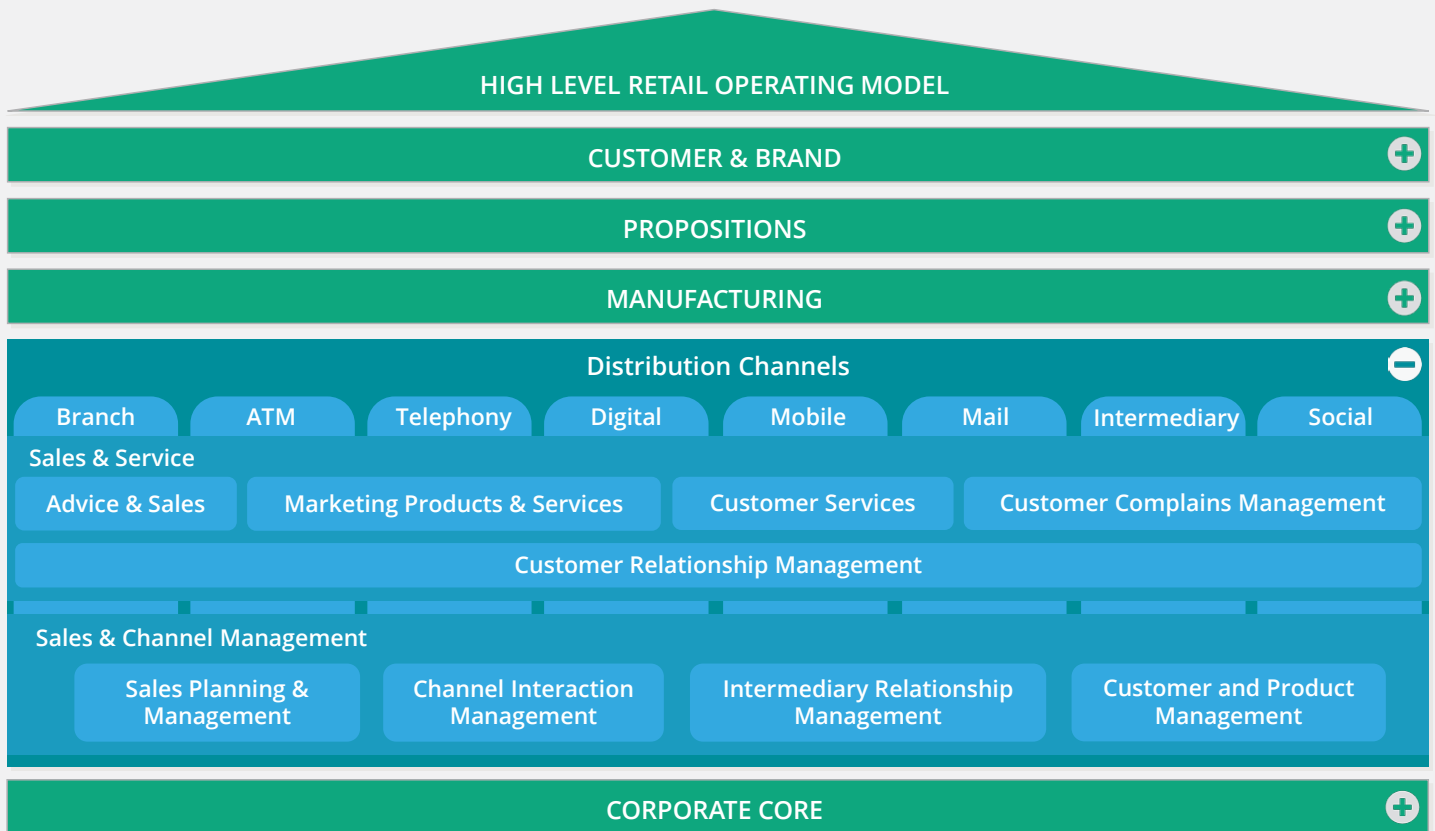 HIGH LEVEL RETAIL OPERATING MODEL
CUSTOMER & BRAND
PROPOSITIONS
MANUFACTURING
Distribution Channels
Branch
ATM
Telephony
Digital
Mobile
Mail
Intermediary
Social
Sales & Service
Advice & Sales
Marketing Products & Services
Customer Services
Customer Complains Management
Customer Relationship Management
Sales & Channel Management
Sales Planning &
Management
Channel Interaction
Management
Intermediary Relationship
Management
Customer and Product
Management
CORPORATE CORE